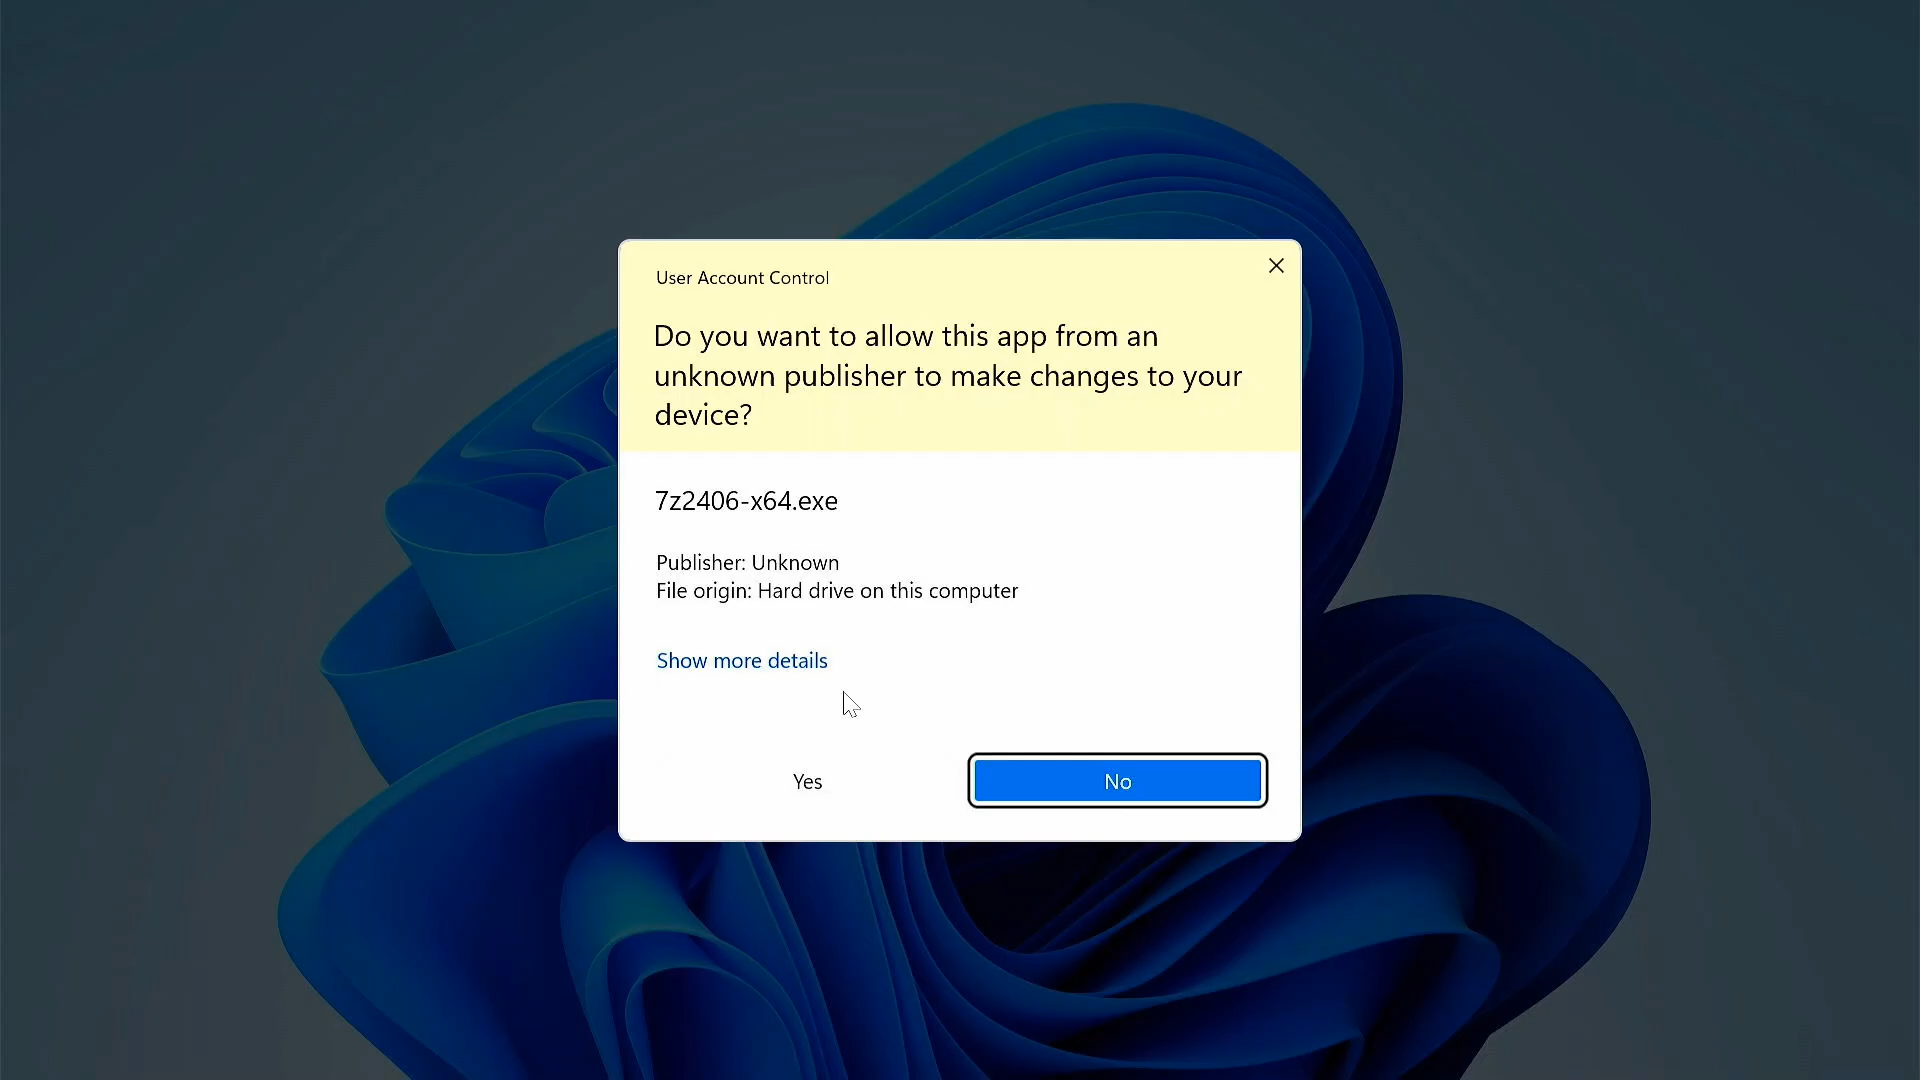 User Account Control
Do you want to allow this app from an
unknown publisher to make changes to your
device?
7z2406-x64.exe
Publisher: Unknown
File origin: Hard drive on this computer
Show more details
Yes
No